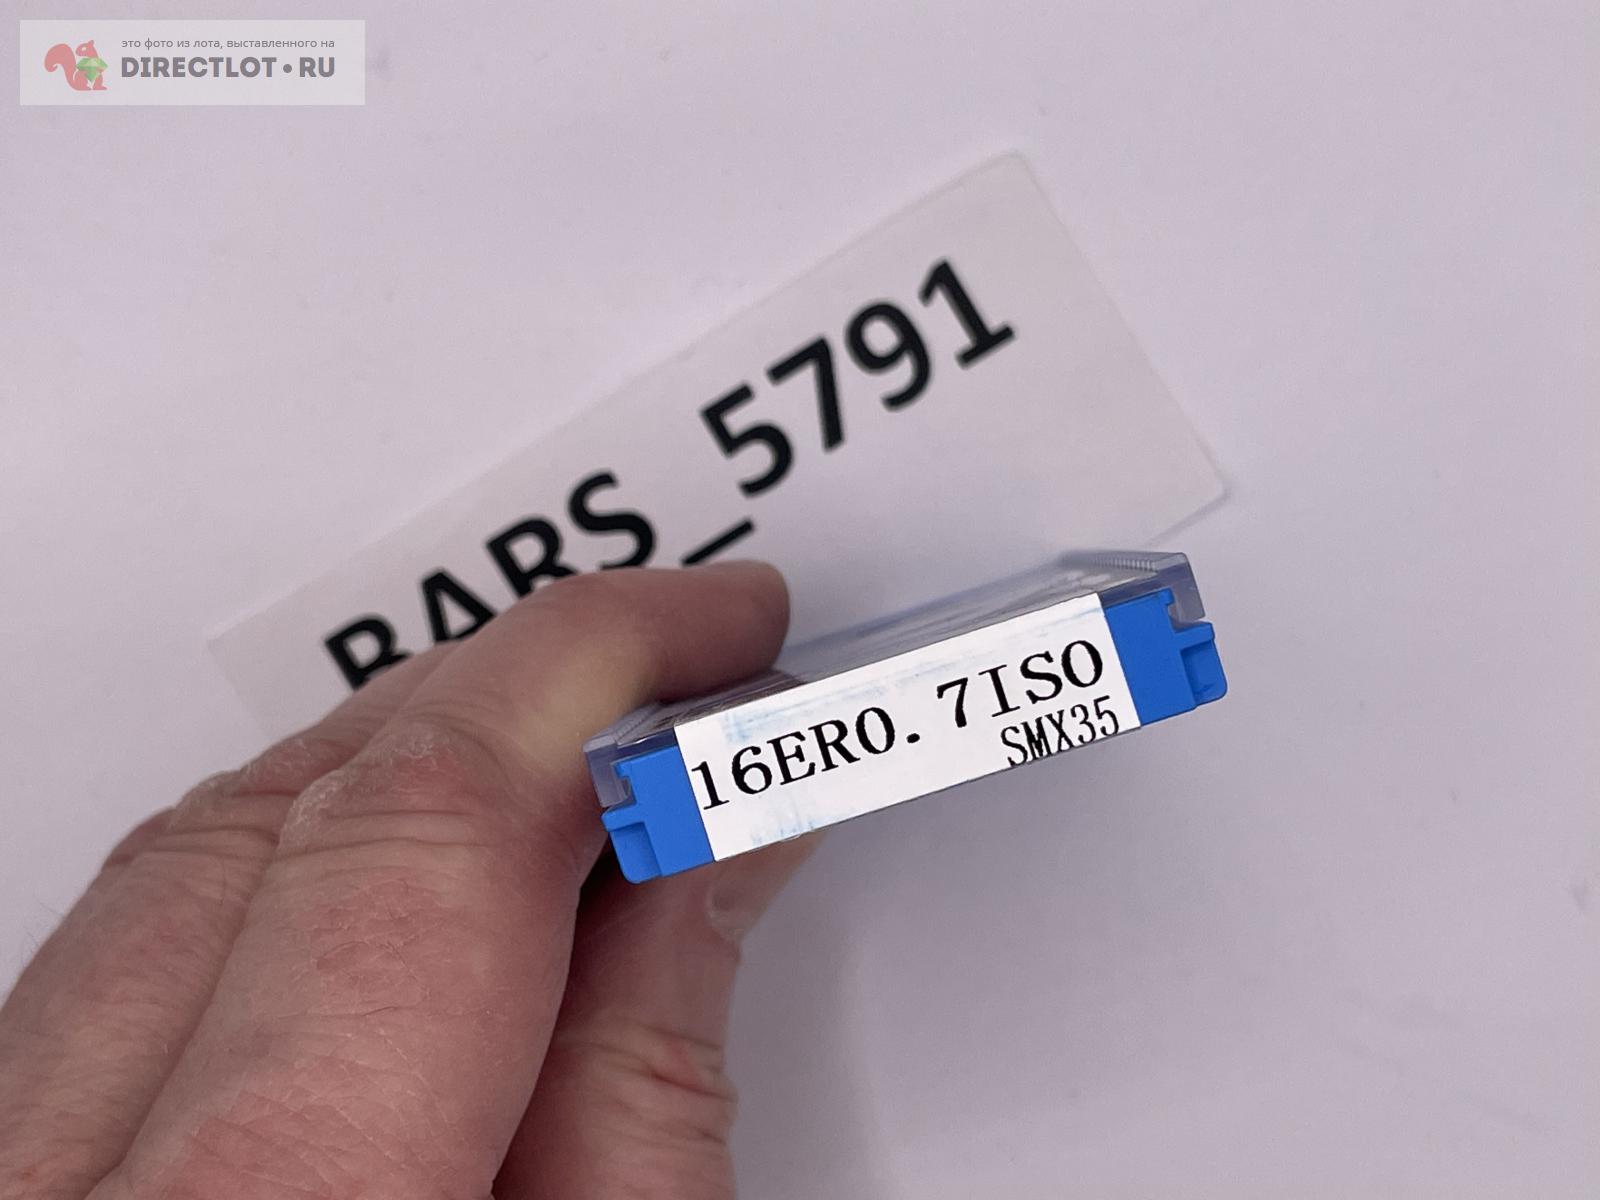 это фото из лота, выставленного на
DIRECTLOT•RU
BARS_5791
16ER0.7ISO
SMX35